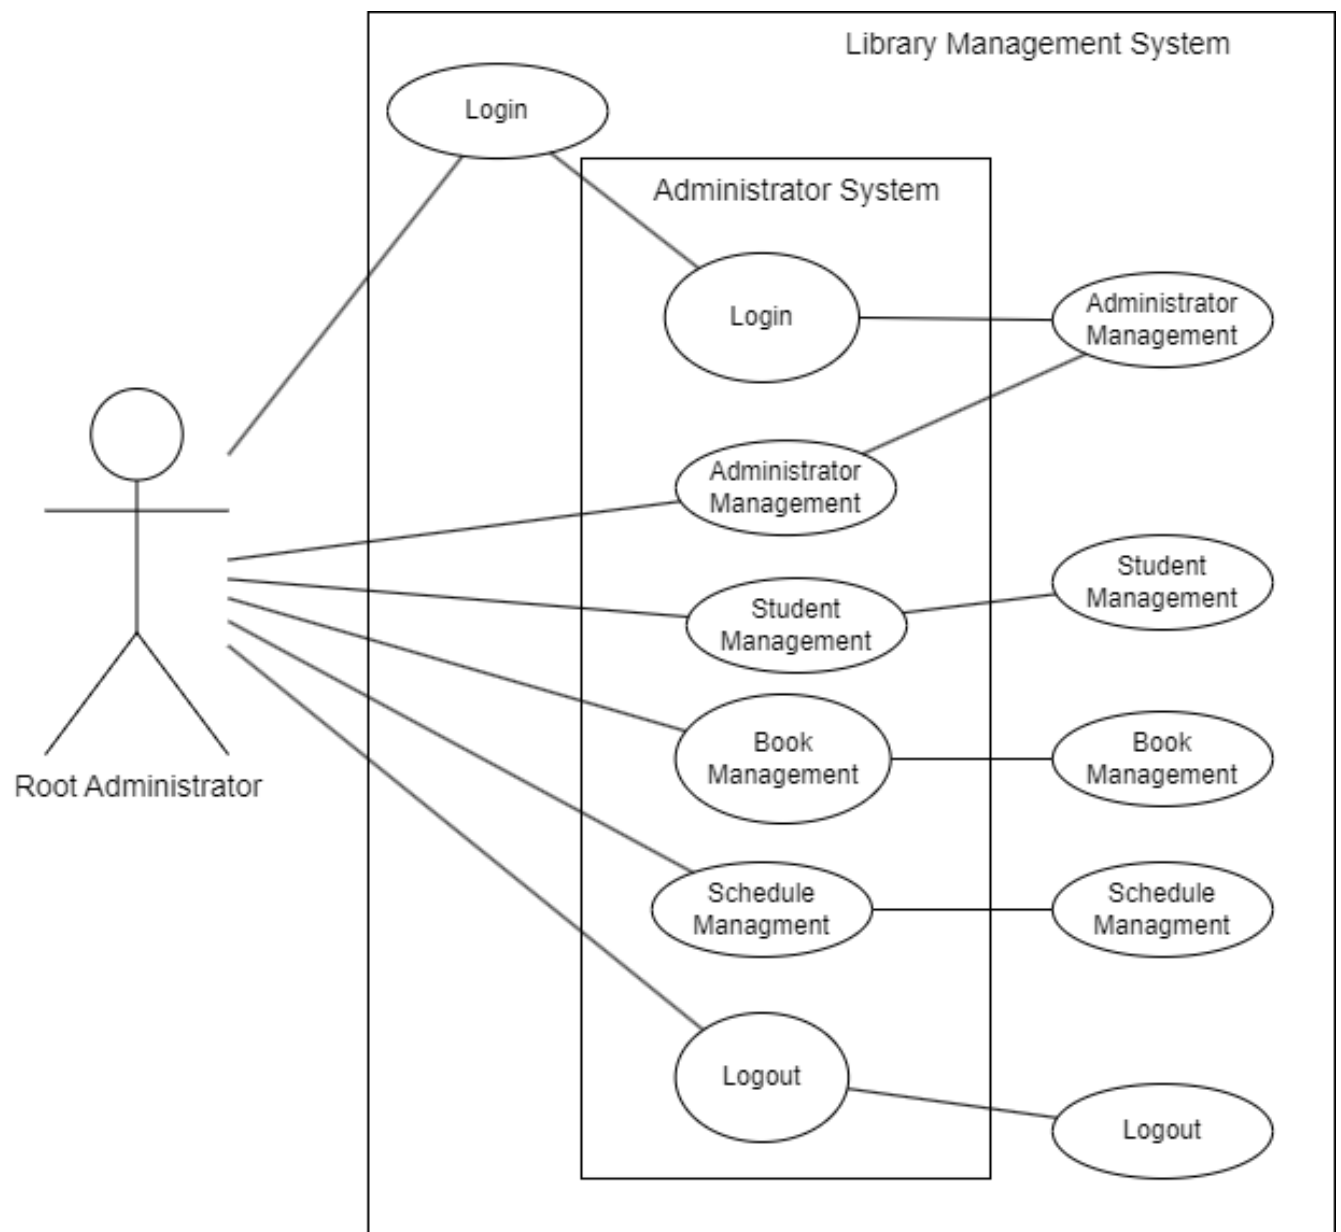 Library Management System
Login
Administrator System
Login
Administrator
Management
Administrator
Management
Student
Management
Student
Management
Book
Management
Book
Management
Root Administrator
Schedule
Managment
Schedule
Managment
Logout
Logout